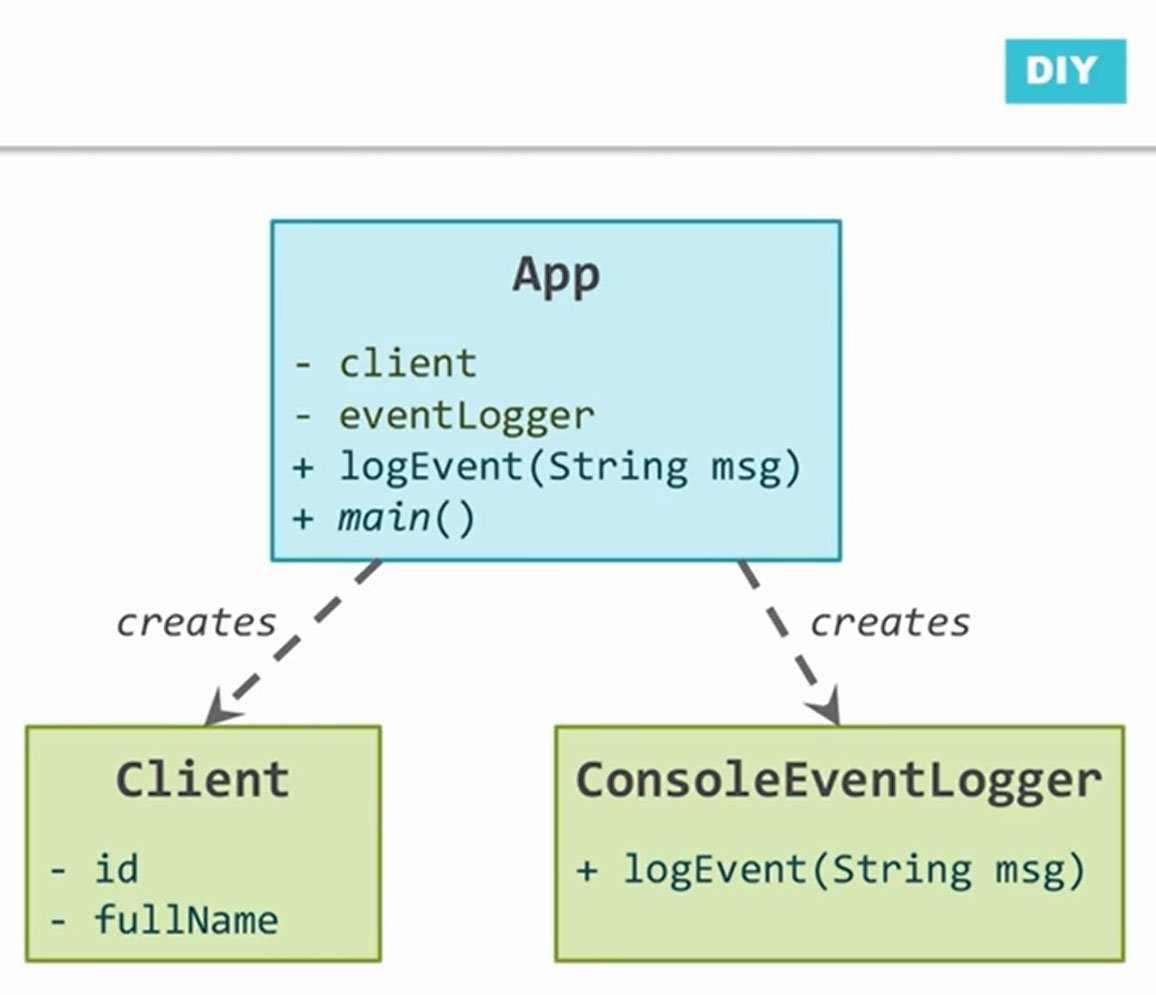 DIY
App
- client
- eventLogger
+ logEvent(String msg)
+ main()
creates
creates
Client
- id
- fullName
ConsoleEventLogger
+ logEvent(String msg)